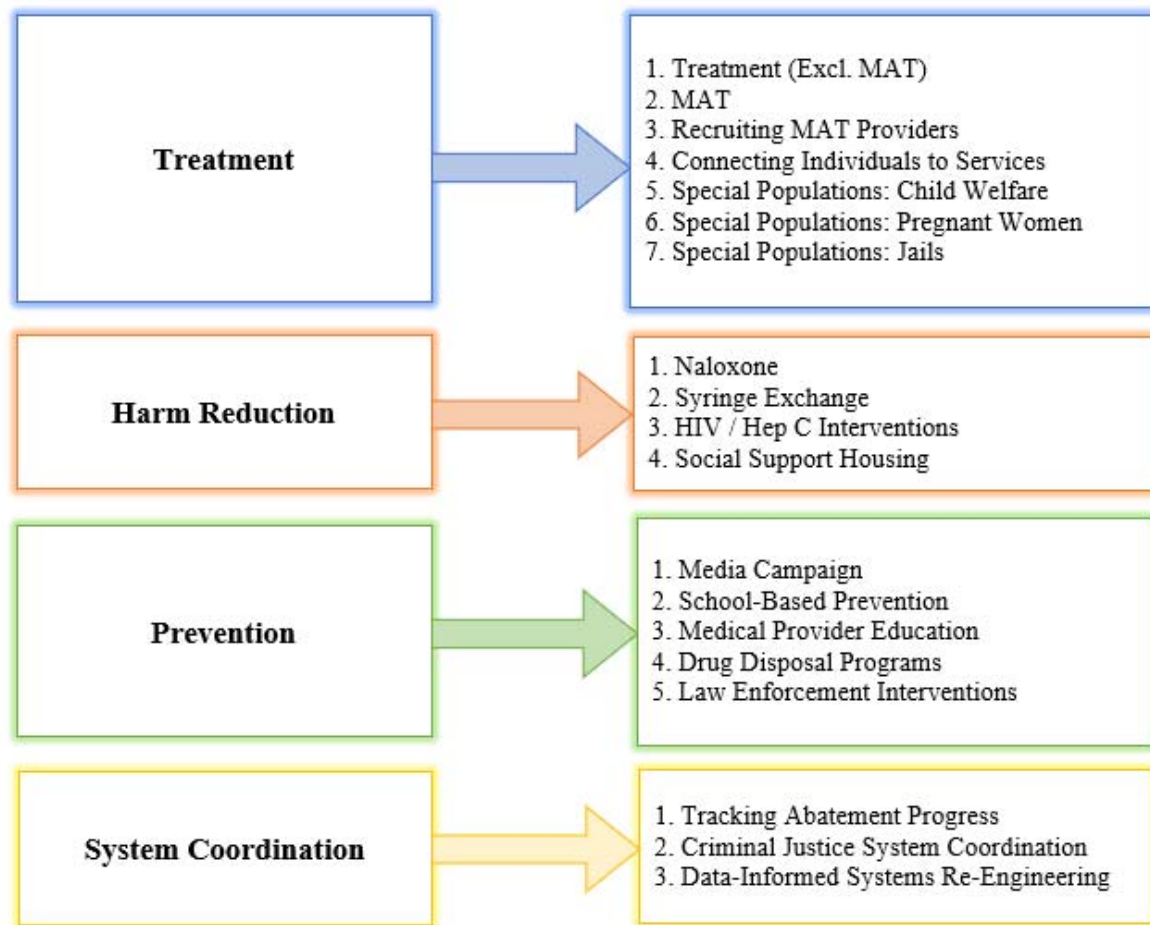 Treatment
1. Treatment (Excl. MAT)
2. MAT
3. Recruiting MAT Providers
4. Connecting Individuals to Services
5. Special Populations: Child Welfare
6. Special Populations: Pregnant Women
7. Special Populations: Jails
Harm Reduction
1. Naloxone
2. Syringe Exchange
3. HIV / Hep C Interventions
4. Social Support Housing
Prevention
1. Media Campaign
2. School-Based Prevention
3. Medical Provider Education
4. Drug Disposal Programs
5. Law Enforcement Interventions
System Coordination
1. Tracking Abatement Progress
2. Criminal Justice System Coordination
3. Data-Informed Systems Re-Engineering